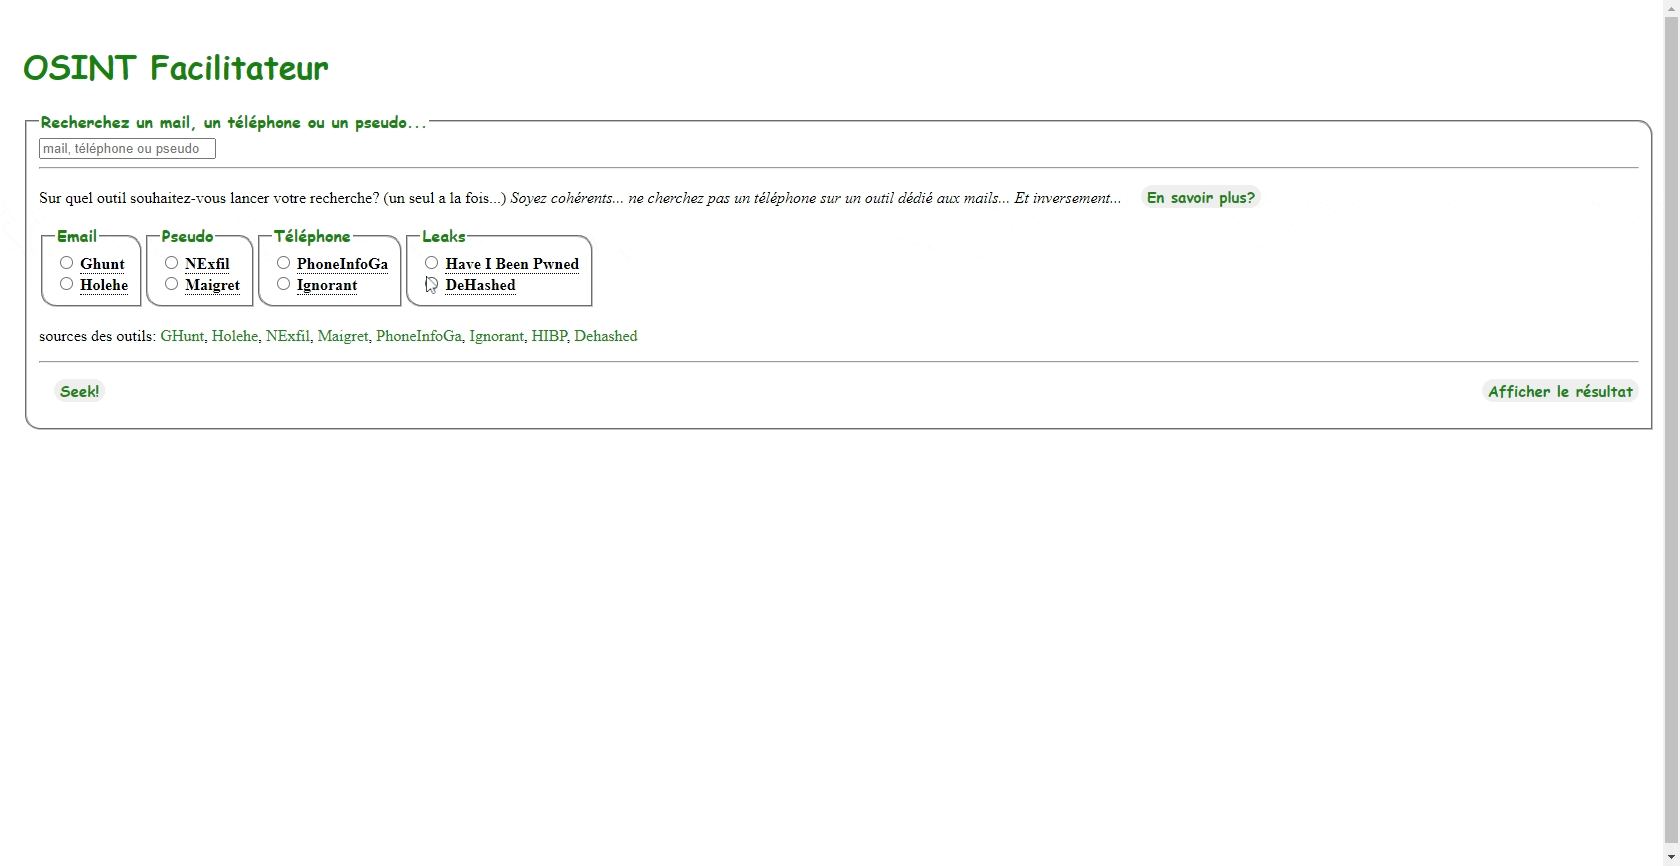 OSINT Facilitateur
Recherchez un mail, un téléphone ou un pseudo...
mail, téléphone ou pseudo
Sur quel outil souhaitez-vous lancer votre recherche? (un seul a la fois...) Soyez cohérents... ne cherchez pas un téléphone sur un outil dédié aux mails... Et inversement... En savoir plus?
Email Pseudo Téléphone Leaks
Ghunt NExfil PhoneInfoGa Have I Been Pwned
Holehe Maigret Ignorant DeHashed
sources des outils: GHunt, Holehe, NExfil, Maigret, PhoneInfoGa, Ignorant, HIBP, Dehashed
Seek! Afficher le résultat